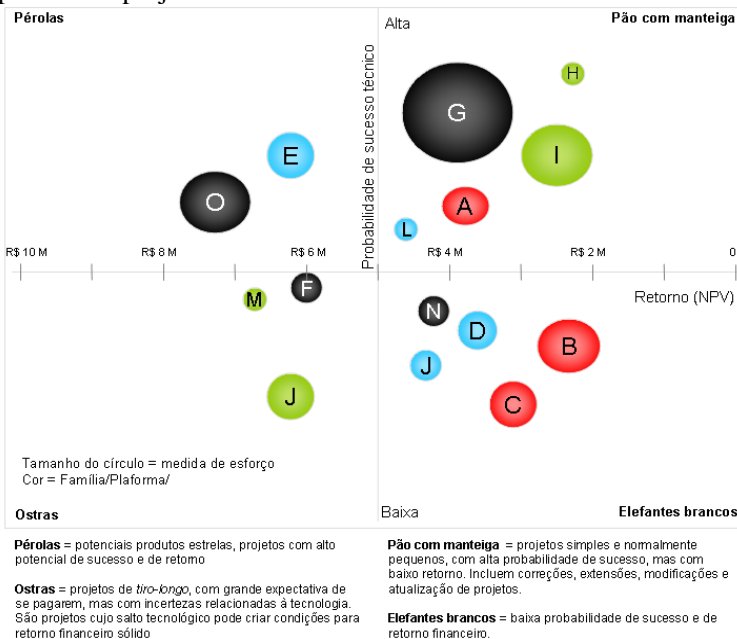 Pérolas
Alta
Pão com manteiga
Probabilidade de sucesso técnico
H
G
E
I
O
A
L
R$ 10 M
R$ 8 M
R$ 6 M
R$ 4 M
R$ 2 M
0
F
M
Retorno (NPV)
N
D
B
J
J
C
Tamanho do círculo = medida de esforço
Cor = Família/Plaforma/
Ostras
Baixa
Elefantes brancos
Pérolas = potenciais produtos estrelas, projetos com alto
potencial de sucesso e de retorno
Ostras = projetos de tiro-longo, com grande expectativa de
se pagarem, mas com incertezas relacionadas à tecnologia.
São projetos cujo salto tecnológico pode criar condições para
retorno financeiro sólido
Pão com manteiga = projetos simples e normalmente
pequenos, com alta probabilidade de sucesso, mas com
baixo retorno. Incluem correções, extensões, modificações e
atualização de projetos.
Elefantes brancos = baixa probabilidade de sucesso e de
retorno financeiro.